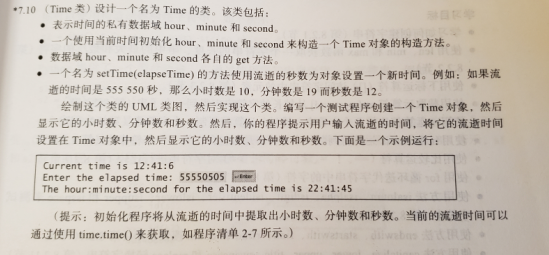 *7.10 (Time 类) 设计一个名为 Time 的类。该类包括:
• 表示时间的私有数据域 hour、minute 和 second。
• 一个使用当前时间初始化 hour、minute 和 second 来构造一个 Time 对象的构造方法。
• 数据域 hour、minute 和 second 各自的 get 方法。
• 一个名为 setTime(elapseTime) 的方法使用流逝的秒数为对象设置一个新时间。例如:如果流
逝的时间是 555 550 秒,那么小时数是 10,分钟数是 19 而秒数是 12。
绘制这个类的 UML 类图,然后实现这个类。编写一个测试程序创建一个 Time 对象,然后
显示它的小时数、分钟数和秒数。然后,你的程序提示用户输入流逝的时间,将它的流逝时间
设置在 Time 对象中,然后显示它的小时数、分钟数和秒数。下面是一个示例运行:
Current time is 12:41:6
Enter the elapsed time: 55550505 ↵Enter
The hour:minute:second for the elapsed time is 22:41:45
(提示:初始化程序将从流逝的时间中提取出小时数、分钟数和秒数。当前的流逝时间可以
通过使用 time.time() 来获取,如程序清单 2-7 所示。)